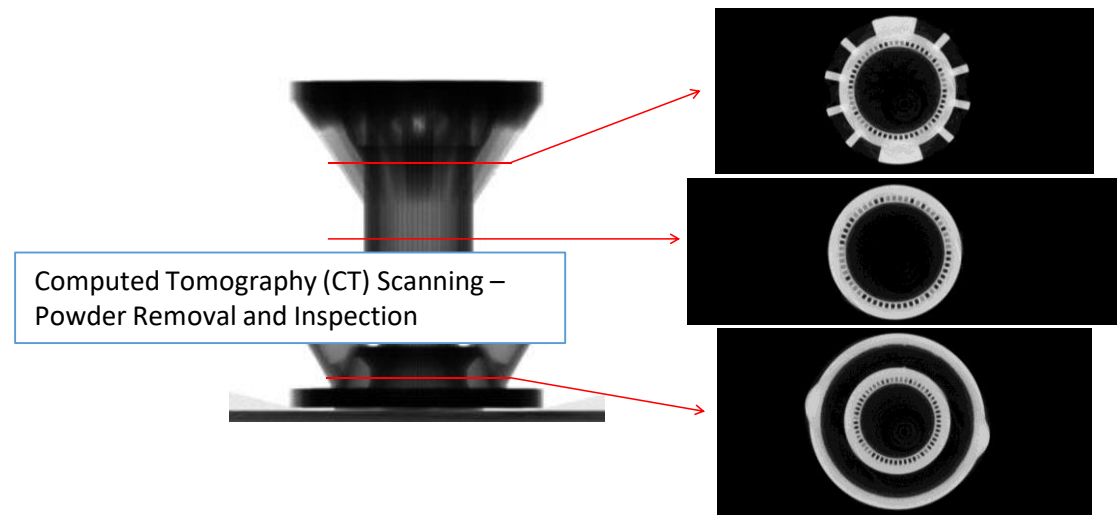 Computed Tomography (CT) Scanning –
Powder Removal and Inspection